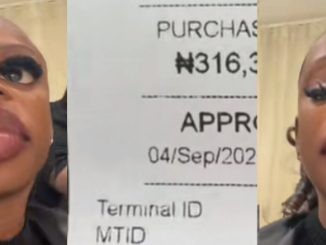 PURCHAS
₦316,3
APPRO
04/Sep/202
Terminal ID
MTID